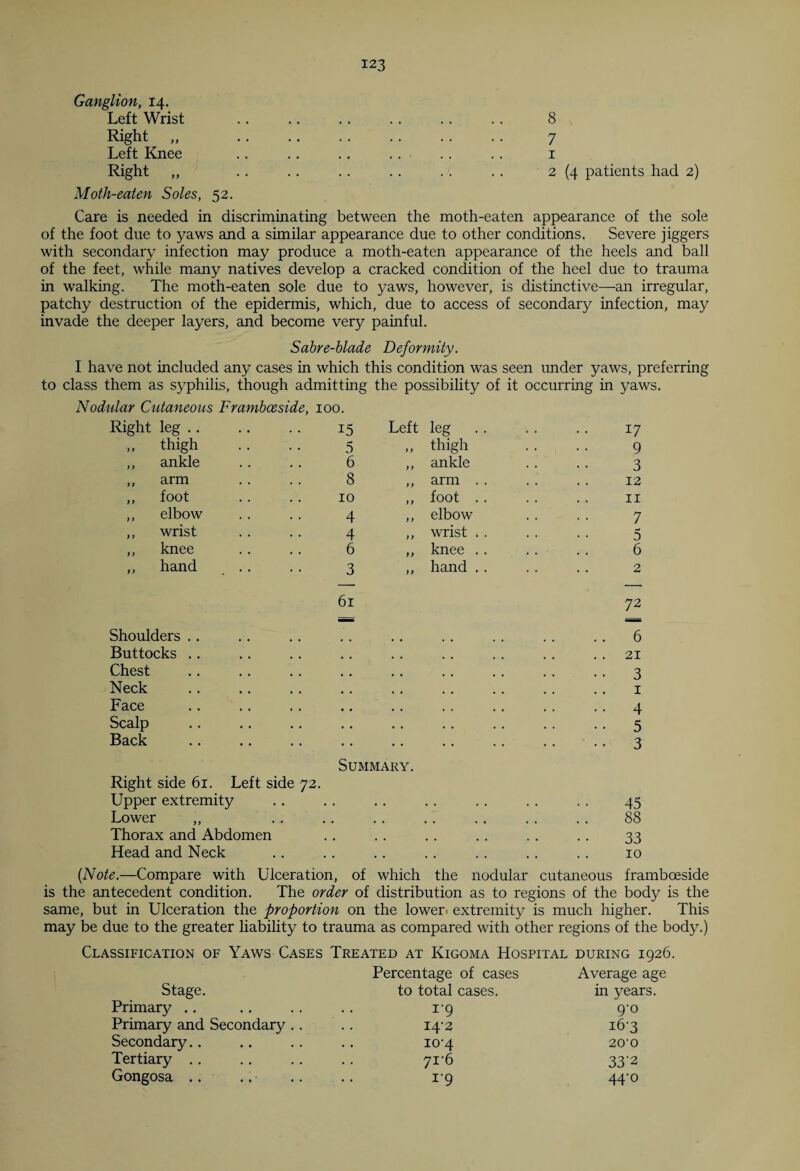 123
Ganglion, 14.
Left Wrist .. .. .. .. .. .. 8
Right ,, .. .. .. .. .. .. 7
Left Knee .. .. .. .. .. .. 1
Right ,, .. .. .. .. .. .. 2 (4 patients had 2)
Moth-eaten Soles, 52.
Care is needed in discriminating between the moth-eaten appearance of the sole
of the foot due to yaws and a similar appearance due to other conditions. Severe jiggers
with secondary infection may produce a moth-eaten appearance of the heels and ball
of the feet, while many natives develop a cracked condition of the heel due to trauma
in walking. The moth-eaten sole due to yaws, however, is distinctive—an irregular,
patchy destruction of the epidermis, which, due to access of secondary infection, may
invade the deeper layers, and become very painful.
Sabre-blade Deformity.
I have not included any cases in which this condition was seen under yaws, preferring
to class them as syphilis, though admitting the possibility of it occurring in yaws.
Nodular Cutaneous Frambœside, 100.
Right leg .. .. .. 15 Left leg .. .. .. 17
,, thigh .. .. 5 ,, thigh .. .. 9
,, ankle .. .. 6 ,, ankle .. .. 3
,, arm .. .. 8 ,, arm .. .. .. 12
,, foot .. .. 10 ,, foot .. .. .. 11
,, elbow .. .. 4 ,, elbow .. .. 7
,, wrist .. .. 4 ,, wrist .. .. .. 5
,, knee .. .. 6 ,, knee .. .. .. 6
,, hand .. .. 3 ,, hand .. .. .. 2
61 72
Shoulders .. .. .. .. .. .. .. .. .. 6
Buttocks .. .. .. .. .. .. .. .. .. 21
Chest .. .. .. .. .. .. .. .. .. 3
Neck .. .. .. .. .. .. .. .. .. 1
Face .. .. .. .. .. .. .. .. .. 4
Scalp .. .. .. .. .. .. .. .. .. 5
Back .. .. .. .. .. .. .. .. .. 3
Summary.
Right side 61. Left side 72.
Upper extremity .. .. .. .. .. .. .. 45
Lower ,, .. .. .. .. .. .. .. 88
Thorax and Abdomen .. .. .. .. .. .. 33
Head and Neck .. .. .. .. .. .. .. 10
(Note.—Compare with Ulceration, of which the nodular cutaneous frambœside
is the antecedent condition. The order of distribution as to regions of the body is the
same, but in Ulceration the proportion on the lower extremity is much higher. This
may be due to the greater liability to trauma as compared with other regions of the body.)
Classification of Yaws Cases Treated at Kigoma Hospital during 1926.
Percentage of cases Average age
Stage. to total cases. in years.
Primary .. .. .. .. 1·9 9·0
Primary and Secondary .. .. 14·2 16·3
Secondary .. .. .. .. 10·4 20·0
Tertiary .. .. .. .. 71·6 33·2
Gongosa .. .. .. .. 1·9 44·0